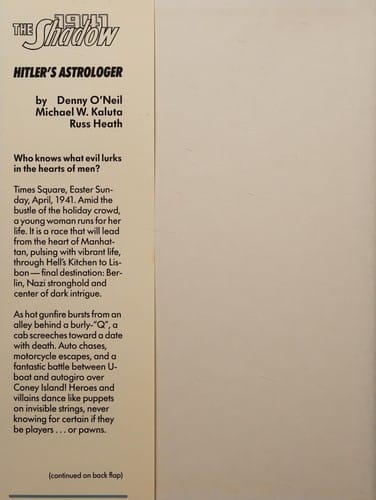 1941
THE Shadow
HITLER'S ASTROLOGER
by Denny O'Neil
Michael W. Kaluta
Russ Heath
Who knows what evil lurks
in the hearts of men?
Times Square, Easter Sun-
day, April, 1941. Amid the
bustle of the holiday crowd,
a young woman runs for her
life. It is a race that will lead
from the heart of Manhat-
tan, pulsing with vibrant life,
through Hell's Kitchen to Lis-
bon—final destination: Ber-
lin, Nazi stronghold and
center of dark intrigue.
As hot gunfire bursts from an
alley behind a burly-"Q", a
cab screeches toward a date
with death. Auto chases,
motorcycle escapes, and a
fantastic battle between U-
boat and autogiro over
Coney Island! Heroes and
villains dance like puppets
on invisible strings, never
knowing for certain if they
be players . . . or pawns.
(continued on back flap)